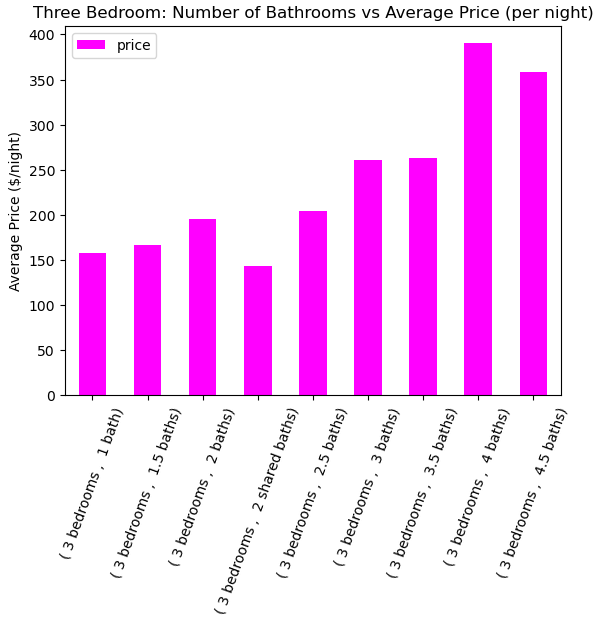 Three Bedroom: Number of Bathrooms vs Average Price (per night)
price
Average Price ($/night)
400
350
300
250
200
150
100
50
0
( 3 bedrooms ,  1 bath)
( 3 bedrooms ,  1.5 baths)
( 3 bedrooms ,  2 baths)
( 3 bedrooms ,  2 shared baths)
( 3 bedrooms ,  2.5 baths)
( 3 bedrooms ,  3 baths)
( 3 bedrooms ,  3.5 baths)
( 3 bedrooms ,  4 baths)
( 3 bedrooms ,  4.5 baths)